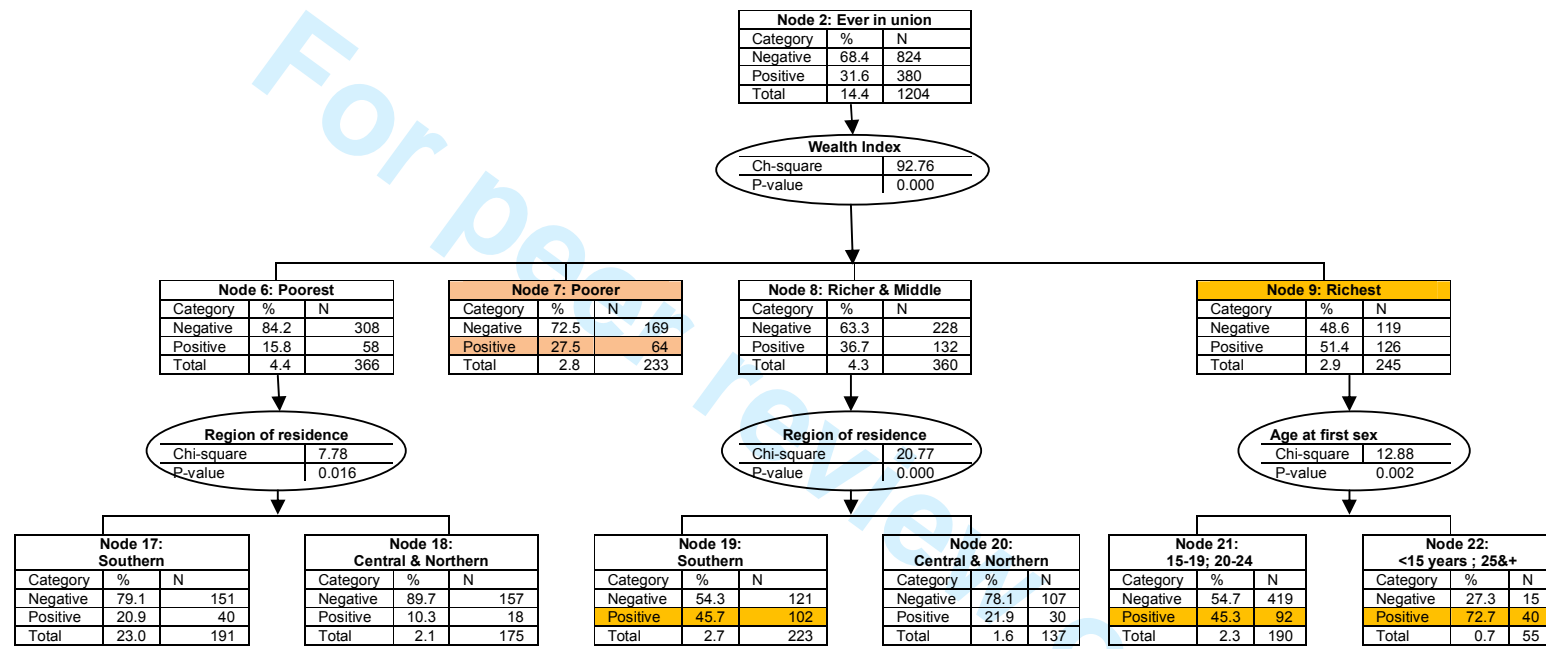 Node 2: Ever in union
Category % N
Negative 68.4 824
Positive 31.6 380
Total 14.4 1204
Wealth Index
Ch-square 92.76
P-value 0.000
Node 6: Poorest
Category % N
Negative 84.2 308
Positive 15.8 58
Total 4.4 366
Node 7: Poorer
Category % N
Negative 72.5 169
Positive 27.5 64
Total 2.8 233
Node 8: Richer & Middle
Category % N
Negative 63.3 228
Positive 36.7 132
Total 4.3 360
Node 9: Richest
Category % N
Negative 48.6 119
Positive 51.4 126
Total 2.9 245
Region of residence
Chi-square 7.78
P-value 0.016
Region of residence
Chi-square 20.77
P-value 0.000
Age at first sex
Chi-square 12.88
P-value 0.002
Node 17:
Southern
Category % N
Negative 79.1 151
Positive 20.9 40
Total 23.0 191
Node 18:
Central & Northern
Category % N
Negative 89.7 157
Positive 10.3 18
Total 2.1 175
Node 19:
Southern
Category % N
Negative 54.3 121
Positive 45.7 102
Total 2.7 223
Node 20:
Central & Northern
Category % N
Negative 78.1 107
Positive 21.9 30
Total 1.6 137
Node 21:
15-19; 20-24
Category % N
Negative 54.7 419
Positive 45.3 92
Total 2.3 190
Node 22:
<15 years ; 25&+
Category % N
Negative 27.3 15
Positive 72.7 40
Total 0.7 55
For peer review